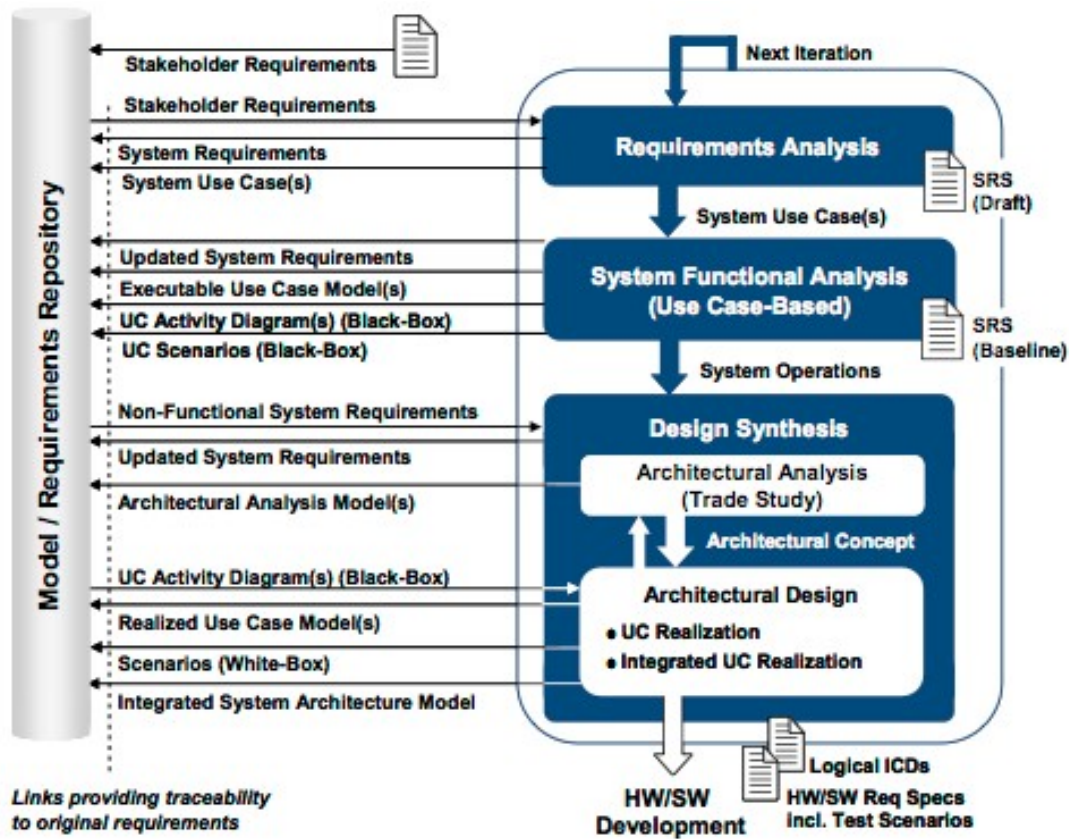 Stakeholder Requirements
Next Iteration
Stakeholder Requirements
System Requirements
System Use Case(s)
Requirements Analysis
SRS
(Draft)
System Use Case(s)
Model / Requirements Repository
Updated System Requirements
Executable Use Case Model(s)
UC Activity Diagram(s) (Black-Box)
UC Scenarios (Black-Box)
System Functional Analysis
(Use Case-Based)
SRS
(Baseline)
System Operations
Non-Functional System Requirements
Updated System Requirements
Architectural Analysis Model(s)
Design Synthesis
Architectural Analysis
(Trade Study)
Architectural Concept
UC Activity Diagram(s) (Black-Box)
Realized Use Case Model(s)
Scenarios (White-Box)
Integrated System Architecture Model
Architectural Design
• UC Realization
• Integrated UC Realization
Links providing traceability
to original requirements
HW/SW
Development
Logical ICDs
HW/SW Req Specs
incl. Test Scenarios